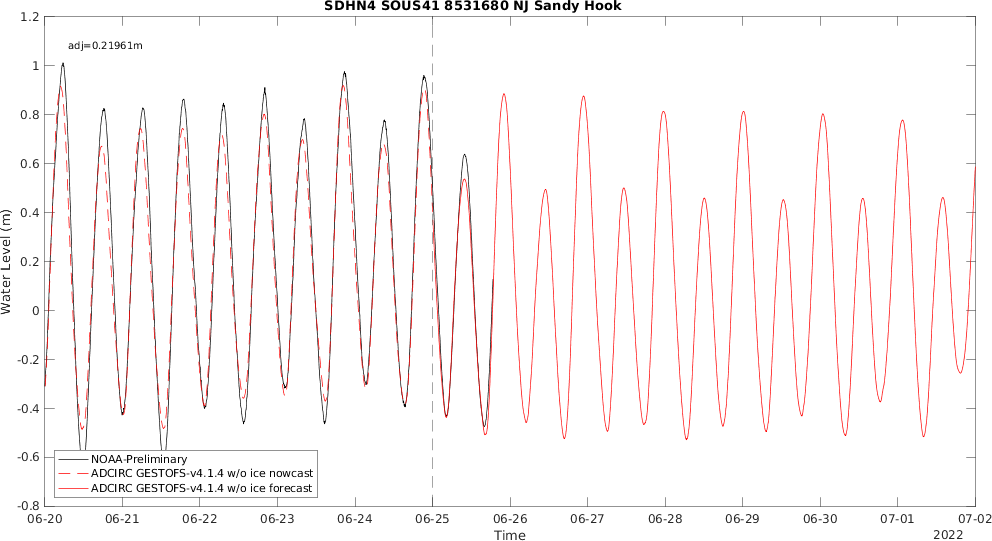 SDHN4 SOUS41 8531680 NJ Sandy Hook
adj=0.21961m
Water Level (m)
1.2
1
0.8
0.6
0.4
0.2
0
-0.2
-0.4
-0.6
-0.8
NOAA-Preliminary
ADCIRC GESTOFS-v4.1.4 w/o ice nowcast
ADCIRC GESTOFS-v4.1.4 w/o ice forecast
06-20 06-21 06-22 06-23 06-24 06-25 06-26 06-27 06-28 06-29 06-30 07-01 07-02
Time
2022